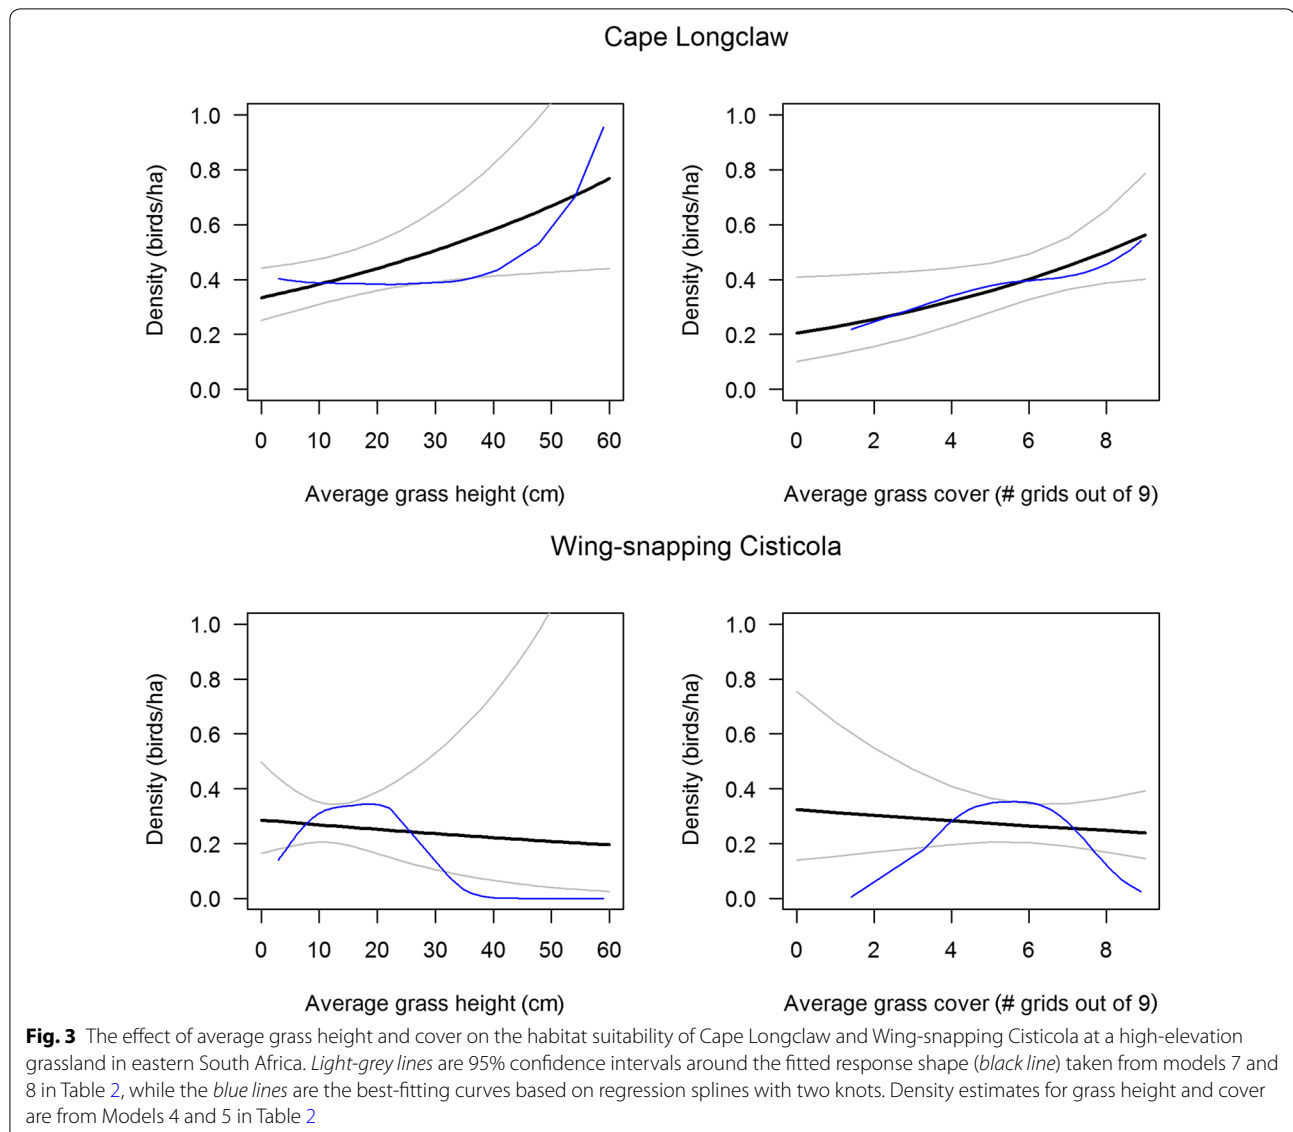 Cape Longclaw
1.0
0.8
0.6
0.4
0.2
0.0
Density (birds/ha)
0 10 20 30 40 50 60
Average grass height (cm)
1.0
0.8
0.6
0.4
0.2
0.0
Density (birds/ha)
0 2 4 6 8
Average grass cover (# grids out of 9)
Wing-snapping Cisticola
1.0
0.8
0.6
0.4
0.2
0.0
Density (birds/ha)
0 10 20 30 40 50 60
Average grass height (cm)
1.0
0.8
0.6
0.4
0.2
0.0
Density (birds/ha)
0 2 4 6 8
Average grass cover (# grids out of 9)
Fig. 3 The effect of average grass height and cover on the habitat suitability of Cape Longclaw and Wing-snapping Cisticola at a high-elevation
grassland in eastern South Africa. Light-grey lines are 95% confidence intervals around the fitted response shape (black line) taken from models 7 and
8 in Table 2, while the blue lines are the best-fitting curves based on regression splines with two knots. Density estimates for grass height and cover
are from Models 4 and 5 in Table 2